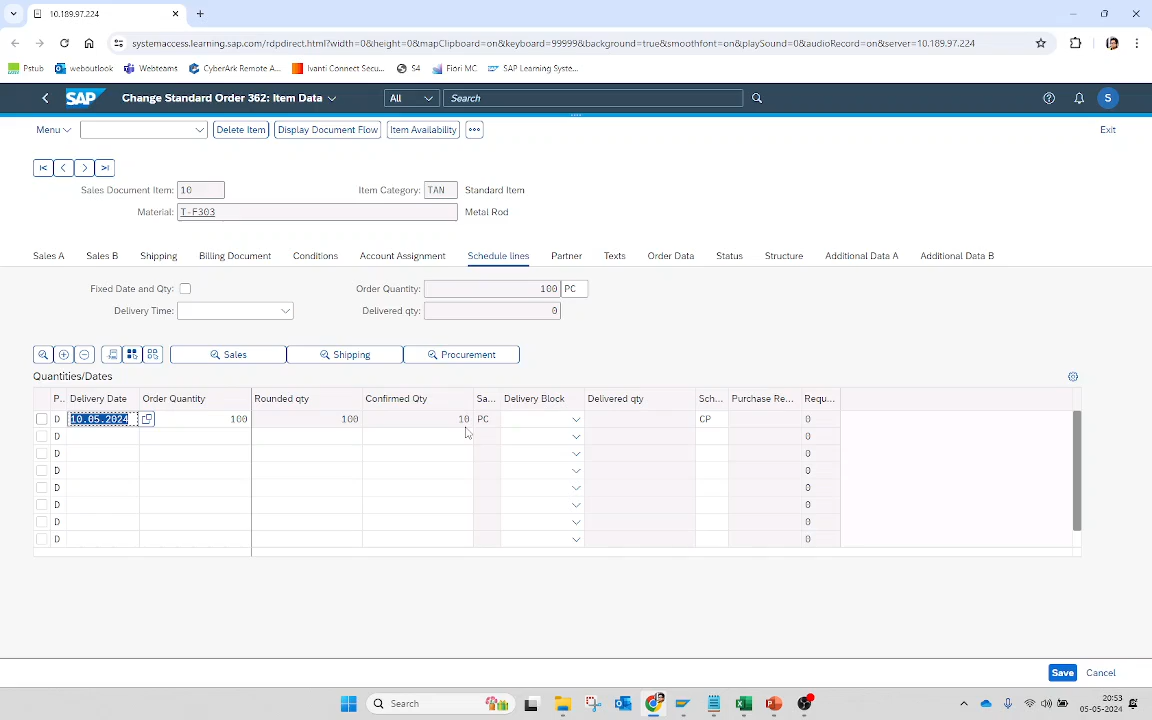 10.189.97.224
systemaccess.learning.sap.com/rdpdirect.html?width=0&height=0&mapClipboard=on&keyboard=99999&background=true&smoothfont=on&playSound=0&audioRecord=on&server=10.189.97.224
Pstub weboutlook Webteams CyberArk Remote A... Ivanti Connect Secu... S4 Fiori MC SAP Learning Syste...
SAP Change Standard Order 362: Item Data All Search S
Menu Delete Item Display Document Flow Item Availability Exit
Sales Document Item: 10 Item Category: TAN Standard Item
Material: T-F303 Metal Rod
Sales A Sales B Shipping Billing Document Conditions Account Assignment Schedule lines Partner Texts Order Data Status Structure Additional Data A Additional Data B
Fixed Date and Qty: Order Quantity: 100 PC
Delivery Time: Delivered qty: 0
Sales Shipping Procurement
Quantities/Dates
P.. Delivery Date Order Quantity Rounded qty Confirmed Qty Sa... Delivery Block Delivered qty Sch... Purchase Re... Requ...
D 10.05.2024 100 100 10 PC CP 0
D 0
D 0
D 0
D 0
D 0
D 0
D 0
Save Cancel
Search 20:53
05-05-2024